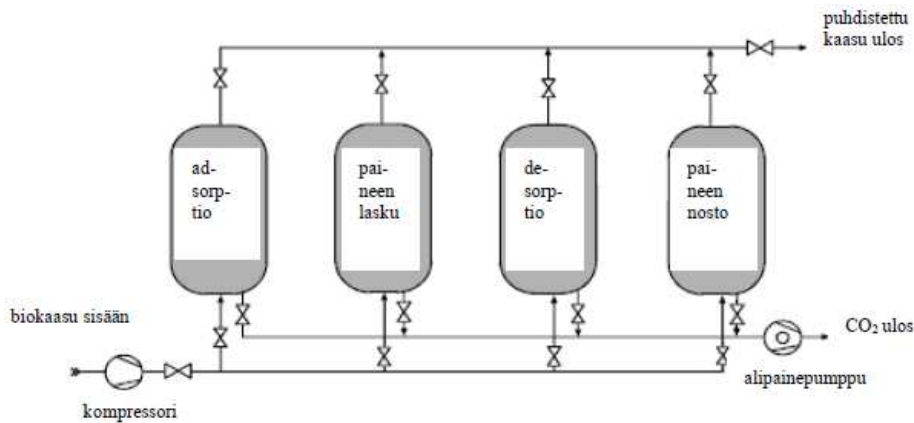 puhdistettu
kaasu ulos
ad-
sorp-
tio
pai-
neen
lasku
de-
sorp-
tio
pai-
neen
nosto
biokaasu sisään
CO₂ ulos
alipainepumppu
kompressori